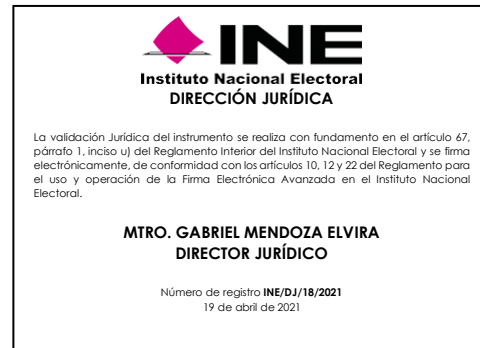 INE
Instituto Nacional Electoral
DIRECCIÓN JURÍDICA
La validación Jurídica del instrumento se realiza con fundamento en el artículo 67,
párrafo 1, inciso u) del Reglamento Interior del Instituto Nacional Electoral y se firma
electrónicamente, de conformidad con los artículos 10, 12 y 22 del Reglamento para
el uso y operación de la Firma Electrónica Avanzada en el Instituto Nacional
Electoral.
MTRO. GABRIEL MENDOZA ELVIRA
DIRECTOR JURÍDICO
Número de registro INE/DJ/18/2021
19 de abril de 2021